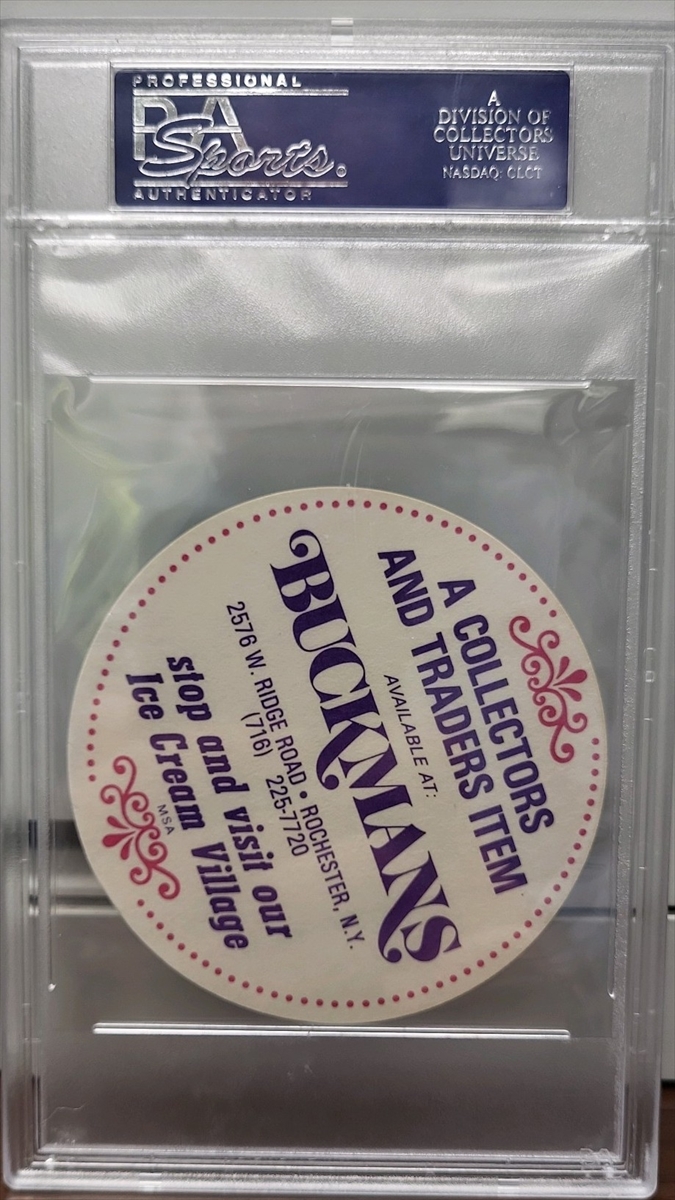 PROFESSIONAL
PSA
Sports
AUTHENTICATOR
A
DIVISION OF
COLLECTORS
UNIVERSE
NASDAQ: CLCT
A COLLECTORS
AND TRADERS ITEM
AVAILABLE AT:
BUCKMANS
2576 W. RIDGE ROAD • ROCHESTER, N.Y.
(716) 225-7720
stop and visit our
Ice Cream Village
MSA